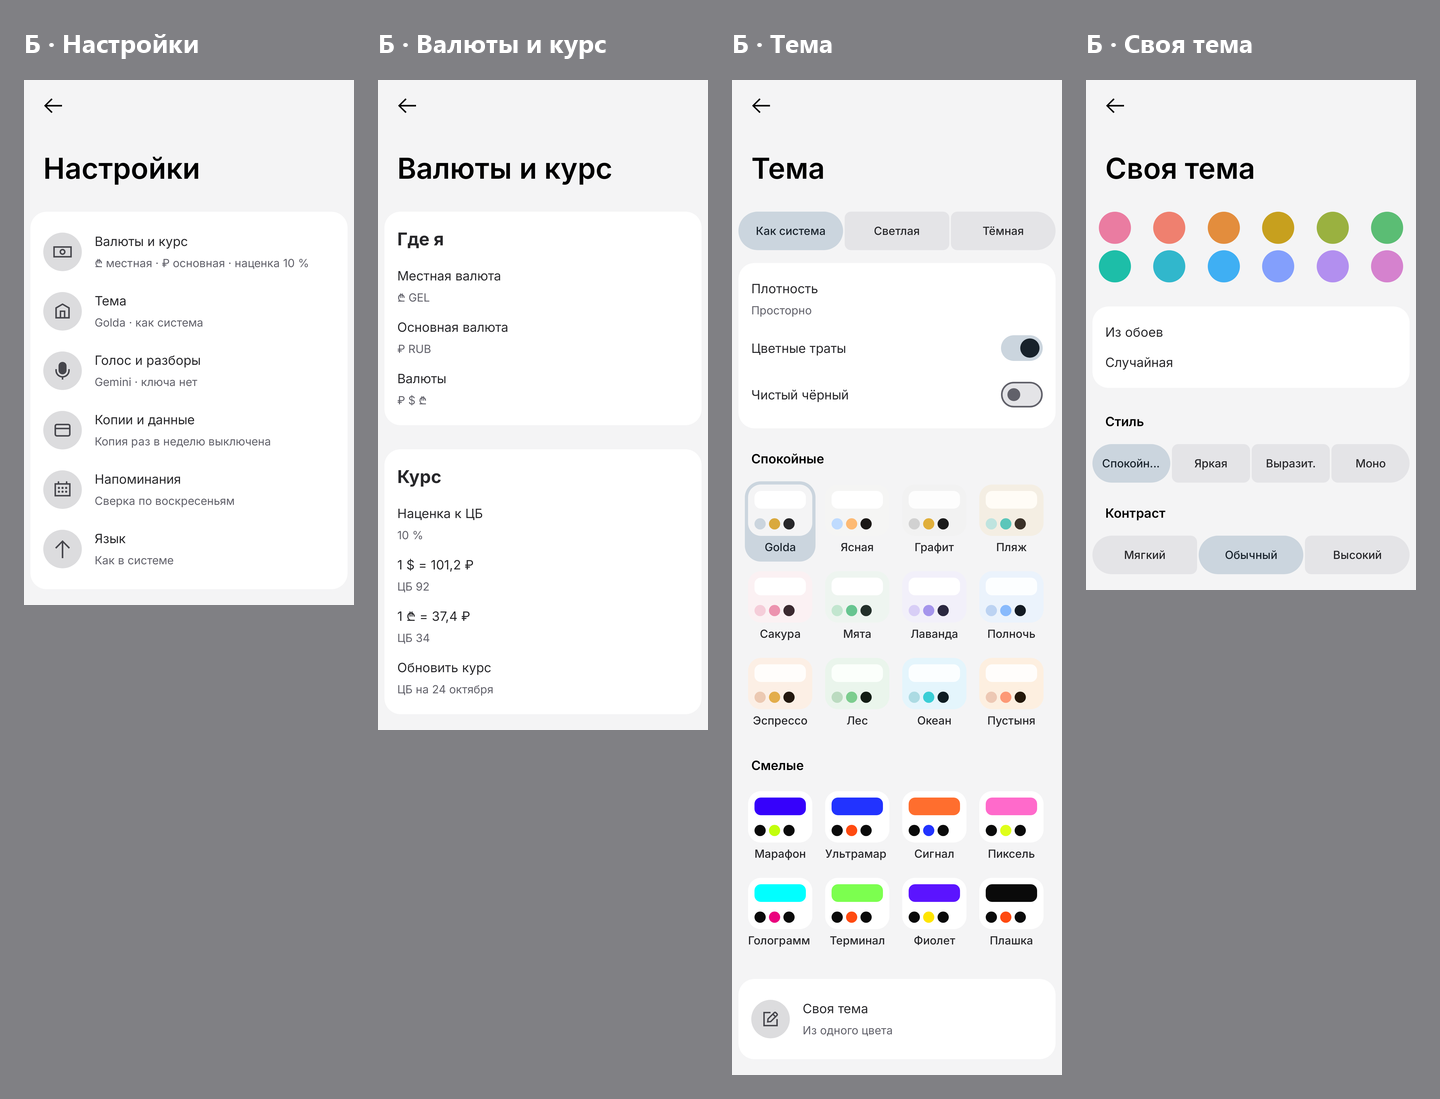 Б · Настройки
Настройки
Валюты и курс
₾ местная · ₽ основная · наценка 10 %
Тема
Golda · как система
Голос и разборы
Gemini · ключа нет
Копии и данные
Копия раз в неделю выключена
Напоминания
Сверка по воскресеньям
Язык
Как в системе
Б · Валюты и курс
Валюты и курс
Где я
Местная валюта
₾ GEL
Основная валюта
₽ RUB
Валюты
₽ $ ₾
Курс
Наценка к ЦБ
10 %
1 $ = 101,2 ₽
ЦБ 92
1 ₾ = 37,4 ₽
ЦБ 34
Обновить курс
ЦБ на 24 октября
Б · Тема
Тема
Как система Светлая Тёмная
Плотность
Просторно
Цветные траты
Чистый чёрный
Спокойные
Golda Ясная Графит Пляж
Сакура Мята Лаванда Полночь
Эспрессо Лес Океан Пустыня
Смелые
Марафон Ультрамар Сигнал Пиксель
Голограмм Терминал Фиолет Плашка
Своя тема
Из одного цвета
Б · Своя тема
Своя тема
Из обоев
Случайная
Стиль
Спокойн... Яркая Выразит. Моно
Контраст
Мягкий Обычный Высокий